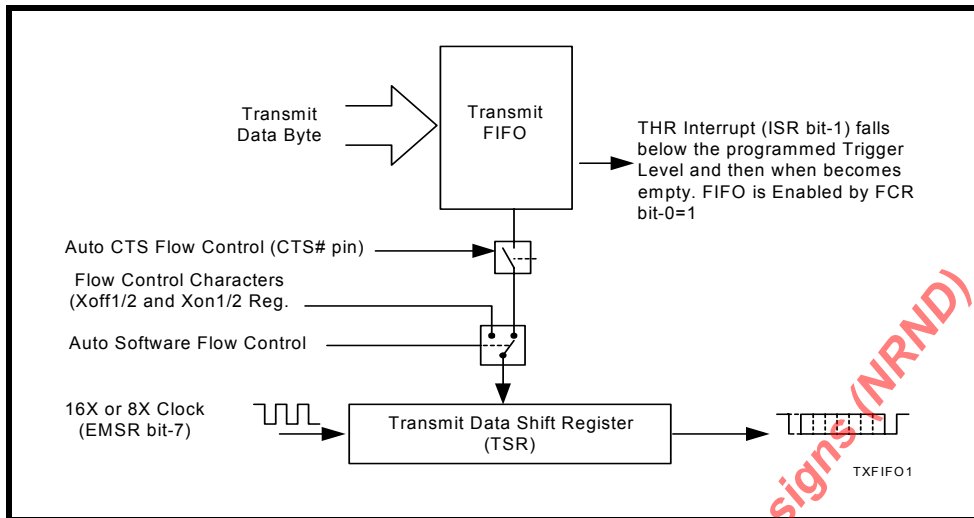 Transmit
Data Byte
Transmit
FIFO
THR Interrupt (ISR bit-1) falls
below the programmed Trigger
Level and then when becomes
empty. FIFO is Enabled by FCR
bit-0=1
Auto CTS Flow Control (CTS# pin)
Flow Control Characters
(Xoff1/2 and Xon1/2 Reg.
Auto Software Flow Control
16X or 8X Clock
(EMSR bit-7)
Transmit Data Shift Register
(TSR)
TXFIFO1
signs (NRND)